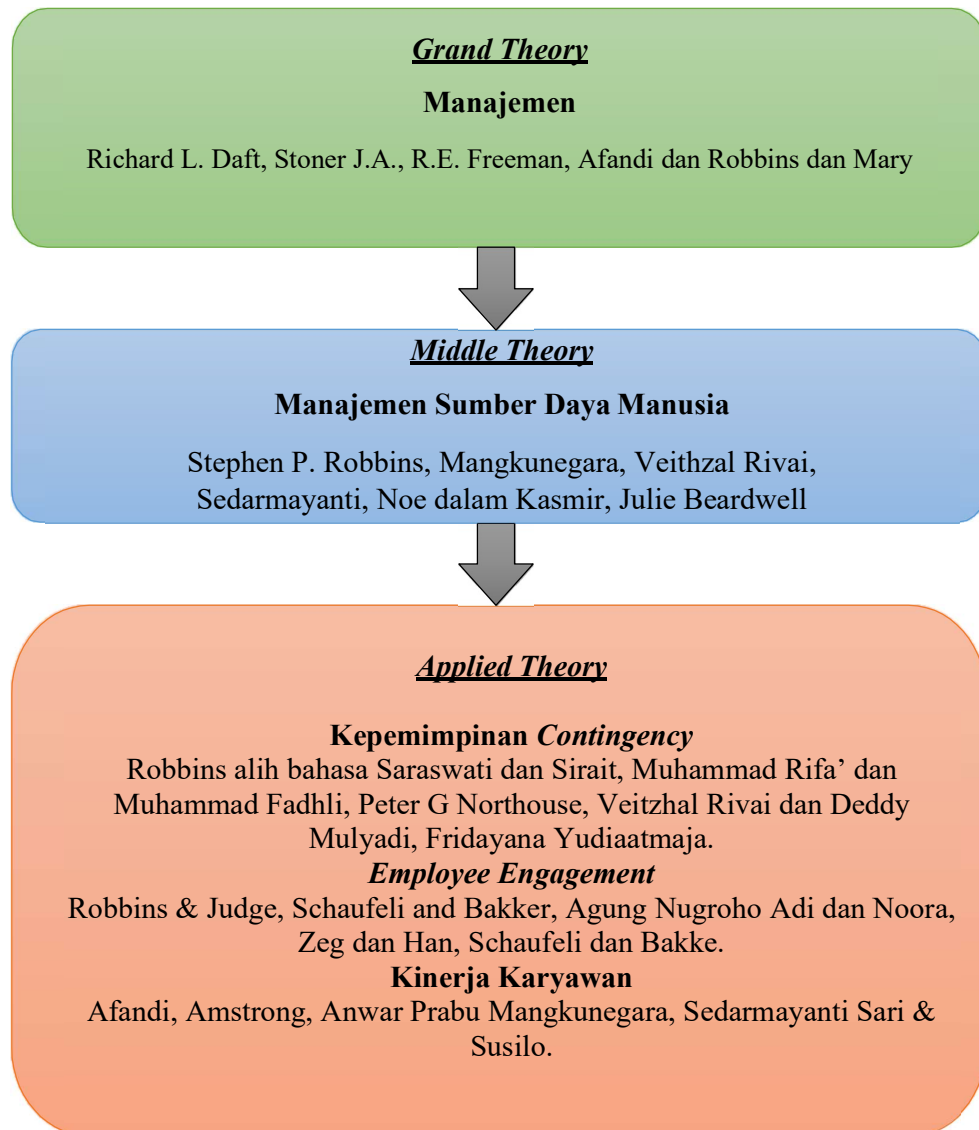 Grand Theory
Manajemen
Richard L. Daft, Stoner J.A., R.E. Freeman, Afandi dan Robbins dan Mary
Middle Theory
Manajemen Sumber Daya Manusia
Stephen P. Robbins, Mangkunegara, Veithzal Rivai,
Sedarmayanti, Noe dalam Kasmir, Julie Beardwell
Applied Theory
Kepemimpinan Contingency
Robbins alih bahasa Saraswati dan Sirait, Muhammad Rifa’ dan
Muhammad Fadhli, Peter G Northouse, Veitzhal Rivai dan Deddy
Mulyadi, Fridayana Yudiaatmaja.
Employee Engagement
Robbins & Judge, Schaufeli and Bakker, Agung Nugroho Adi dan Noora,
Zeg dan Han, Schaufeli dan Bakke.
Kinerja Karyawan
Afandi, Amstrong, Anwar Prabu Mangkunegara, Sedarmayanti Sari &
Susilo.